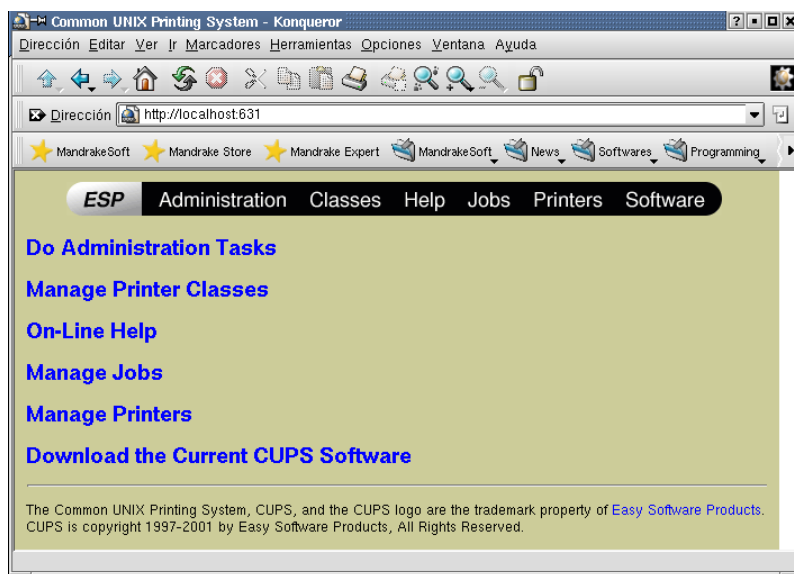 Common UNIX Printing System - Konqueror
Dirección Editar Ver Ir Marcadores Herramientas Opciones Ventana Ayuda
Dirección http://localhost:631
MandrakeSoft Mandrake Store Mandrake Expert MandrakeSoft News Softwares Programming
ESP Administration Classes Help Jobs Printers Software
Do Administration Tasks
Manage Printer Classes
On-Line Help
Manage Jobs
Manage Printers
Download the Current CUPS Software
The Common UNIX Printing System, CUPS, and the CUPS logo are the trademark property of Easy Software Products.
CUPS is copyright 1997-2001 by Easy Software Products, All Rights Reserved.